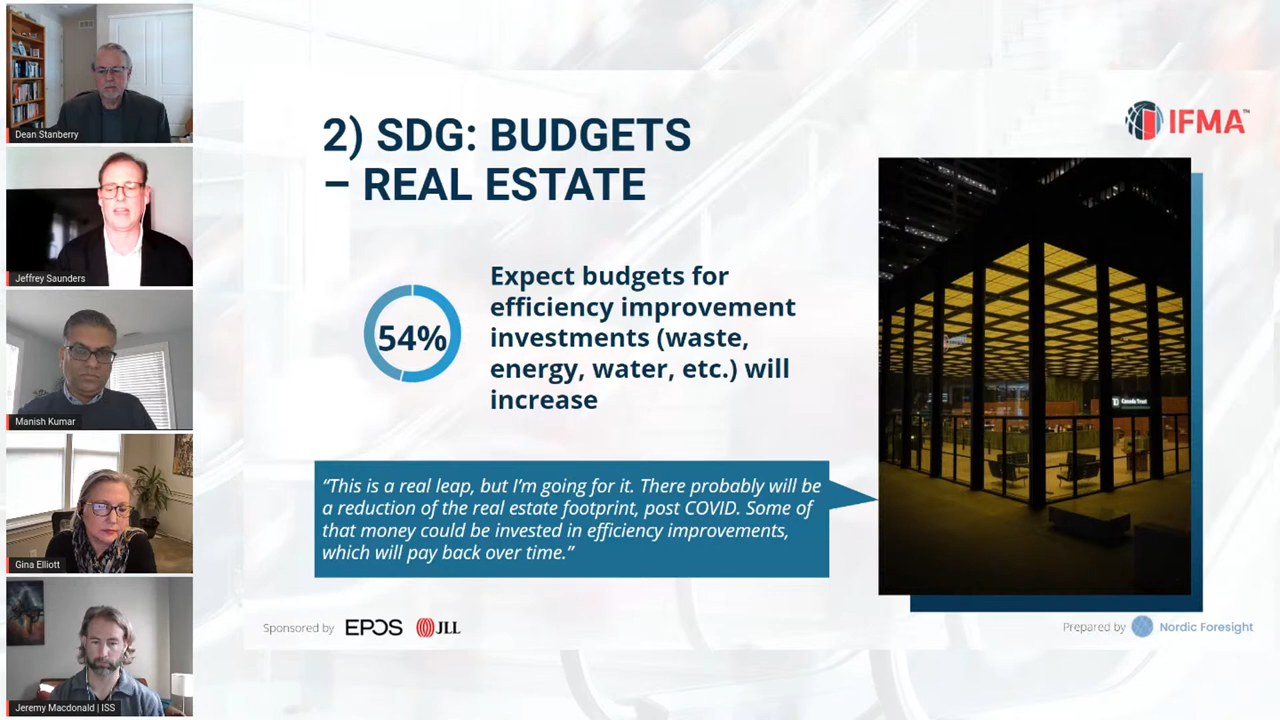 Dean Stanberry
Jeffrey Saunders
Manish Kumar
Gina Elliott
Jeremy Macdonald | ISS
IFMA™
2) SDG: BUDGETS
– REAL ESTATE
54%
Expect budgets for
efficiency improvement
investments (waste,
energy, water, etc.) will
increase
“This is a real leap, but I’m going for it. There probably will be
a reduction of the real estate footprint, post COVID. Some of
that money could be invested in efficiency improvements,
which will pay back over time.”
Canada Trust
Sponsored by EPOS JLL
Prepared by Nordic Foresight